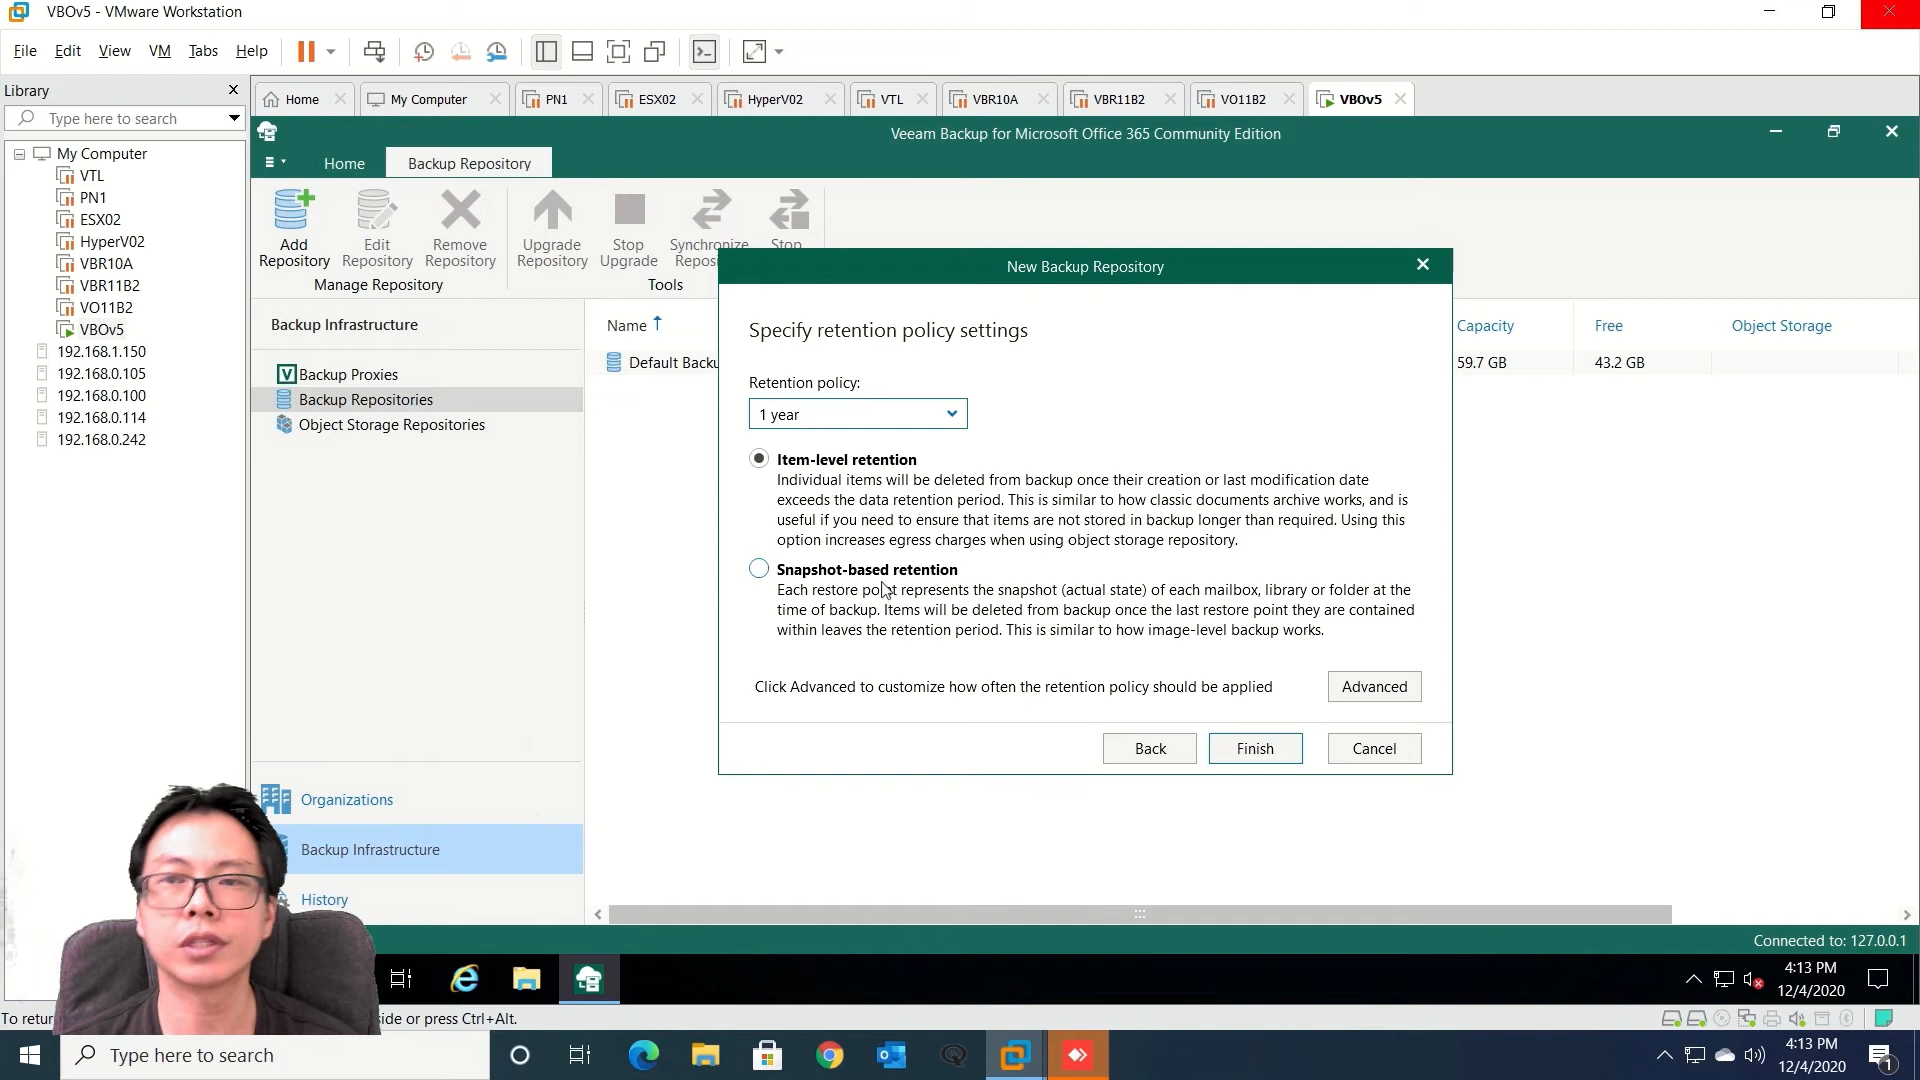 VBOv5 - VMware Workstation
File Edit View VM Tabs Help
Library
Type here to search
My Computer
VTL
PN1
ESX02
HyperV02
VBR10A
VBR11B2
VO11B2
VBOv5
192.168.1.150
192.168.0.105
192.168.0.100
192.168.0.114
192.168.0.242
Home My Computer PN1 ESX02 HyperV02 VTL VBR10A VBR11B2 VO11B2 VBOv5
Veeam Backup for Microsoft Office 365 Community Edition
Home Backup Repository
Add Repository
Edit Repository
Remove Repository
Manage Repository
Upgrade Repository
Stop Upgrade
Synchronize Repos
Stop
Tools
Backup Infrastructure
Backup Proxies
Backup Repositories
Object Storage Repositories
Organizations
Backup Infrastructure
History
Name Capacity Free Object Storage
Default Backu 59.7 GB 43.2 GB
New Backup Repository
Specify retention policy settings
Retention policy:
1 year
Item-level retention
Individual items will be deleted from backup once their creation or last modification date
exceeds the data retention period. This is similar to how classic documents archive works, and is
useful if you need to ensure that items are not stored in backup longer than required. Using this
option increases egress charges when using object storage repository.
Snapshot-based retention
Each restore point represents the snapshot (actual state) of each mailbox, library or folder at the
time of backup. Items will be deleted from backup once the last restore point they are contained
within leaves the retention period. This is similar to how image-level backup works.
Click Advanced to customize how often the retention policy should be applied
Advanced
Back Finish Cancel
Connected to: 127.0.0.1
4:13 PM
12/4/2020
To retur
side or press Ctrl+Alt.
Type here to search
4:13 PM
12/4/2020
1